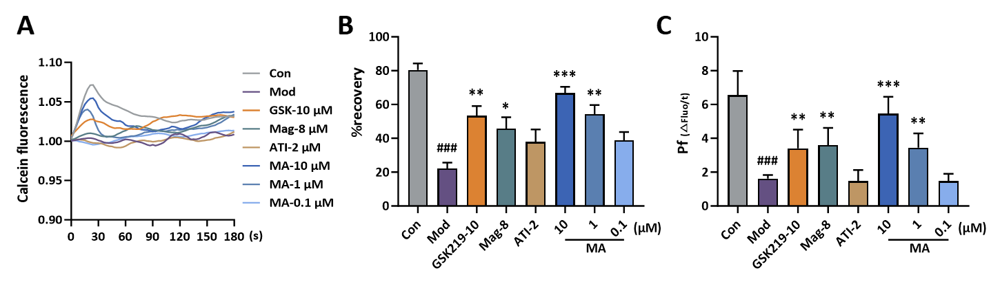 A
Calcein fluorescence
1.10
1.05
1.00
0.95
0.90
0 30 60 90 120 150 180 (s)
Con
Mod
GSK-10 μM
Mag-8 μM
ATI-2 μM
MA-10 μM
MA-1 μM
MA-0.1 μM
B
%recovery
100
80
60
40
20
0
###
**
*
***
**
Con Mod GSK219-10 Mag-8 ATI-2 10 1 0.1 (μM)
MA
C
Pf (△Fluo/t)
10
8
6
4
2
0
###
**
**
***
**
Con Mod GSK219-10 Mag-8 ATI-2 10 1 0.1 (μM)
MA